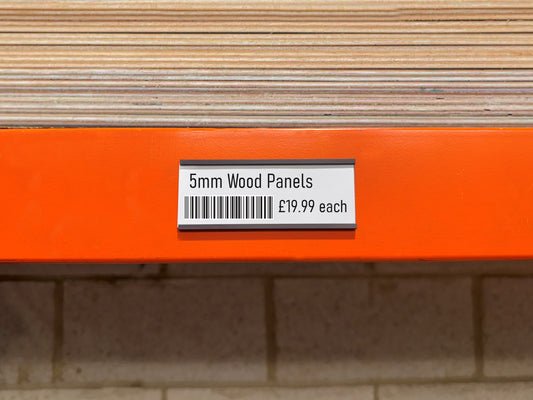 5mm Wood Panels
£19.99 each